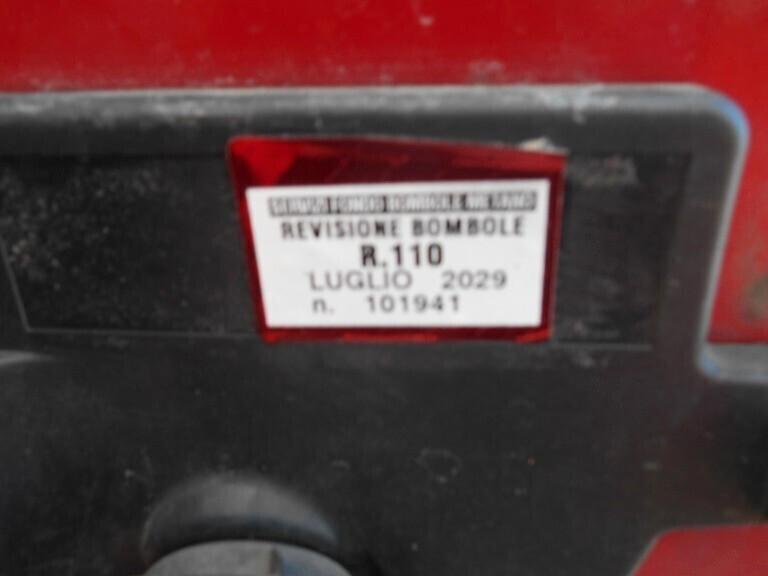 SERVIZIO FONDO BOMBOLE METANO
REVISIONE BOMBOLE
R.110
LUGLIO 2029
n. 101941